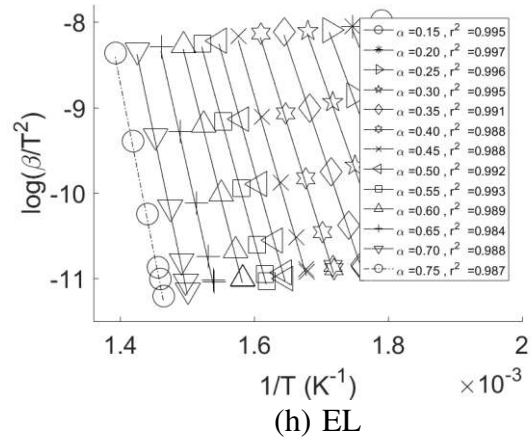 -8
-9
-10
-11
log(β/T²)
1.4
1.6
1.8
2
1/T (K⁻¹)
×10⁻³
α =0.15 , r² =0.995
α =0.20 , r² =0.997
α =0.25 , r² =0.996
α =0.30 , r² =0.995
α =0.35 , r² =0.991
α =0.40 , r² =0.988
α =0.45 , r² =0.988
α =0.50 , r² =0.992
α =0.55 , r² =0.993
α =0.60 , r² =0.989
α =0.65 , r² =0.984
α =0.70 , r² =0.988
α =0.75 , r² =0.987
(h) EL